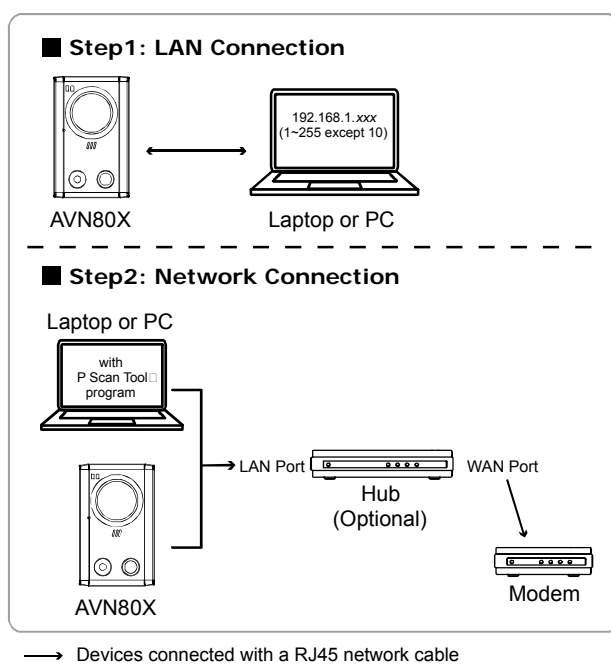 Step1: LAN Connection
192.168.1.xxx
(1~255 except 10)
AVN80X
Laptop or PC
Step2: Network Connection
Laptop or PC
with
P Scan Tool□
program
LAN Port
WAN Port
Hub
(Optional)
AVN80X
Modem
Devices connected with a RJ45 network cable